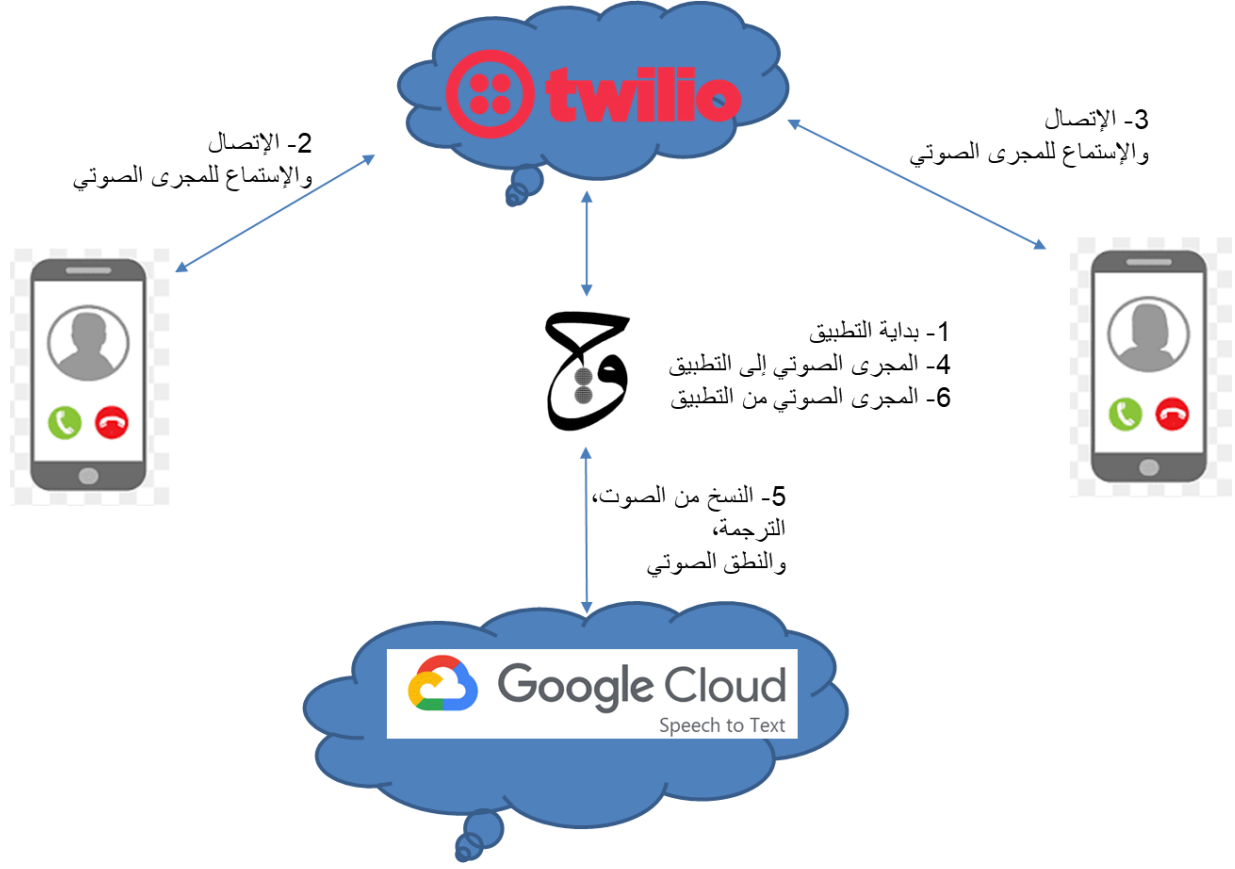 twilio
2- الإتصال
والإستماع للمجرى الصوتي
3- الإتصال
والإستماع للمجرى الصوتي
1- بداية التطبيق
4- المجرى الصوتي إلى التطبيق
6- المجرى الصوتي من التطبيق
5- النسخ من الصوت،
الترجمة،
والنطق الصوتي
Google Cloud
Speech to Text